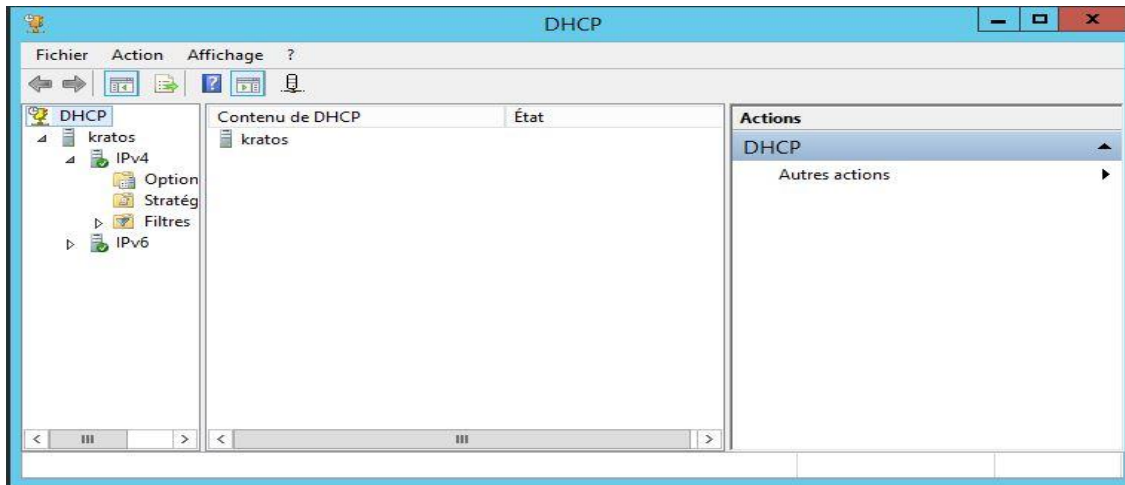 DHCP
Fichier Action Affichage ?
DHCP
kratos
IPv4
Option
Stratég
Filtres
IPv6
Contenu de DHCP État
kratos
Actions
DHCP
Autres actions